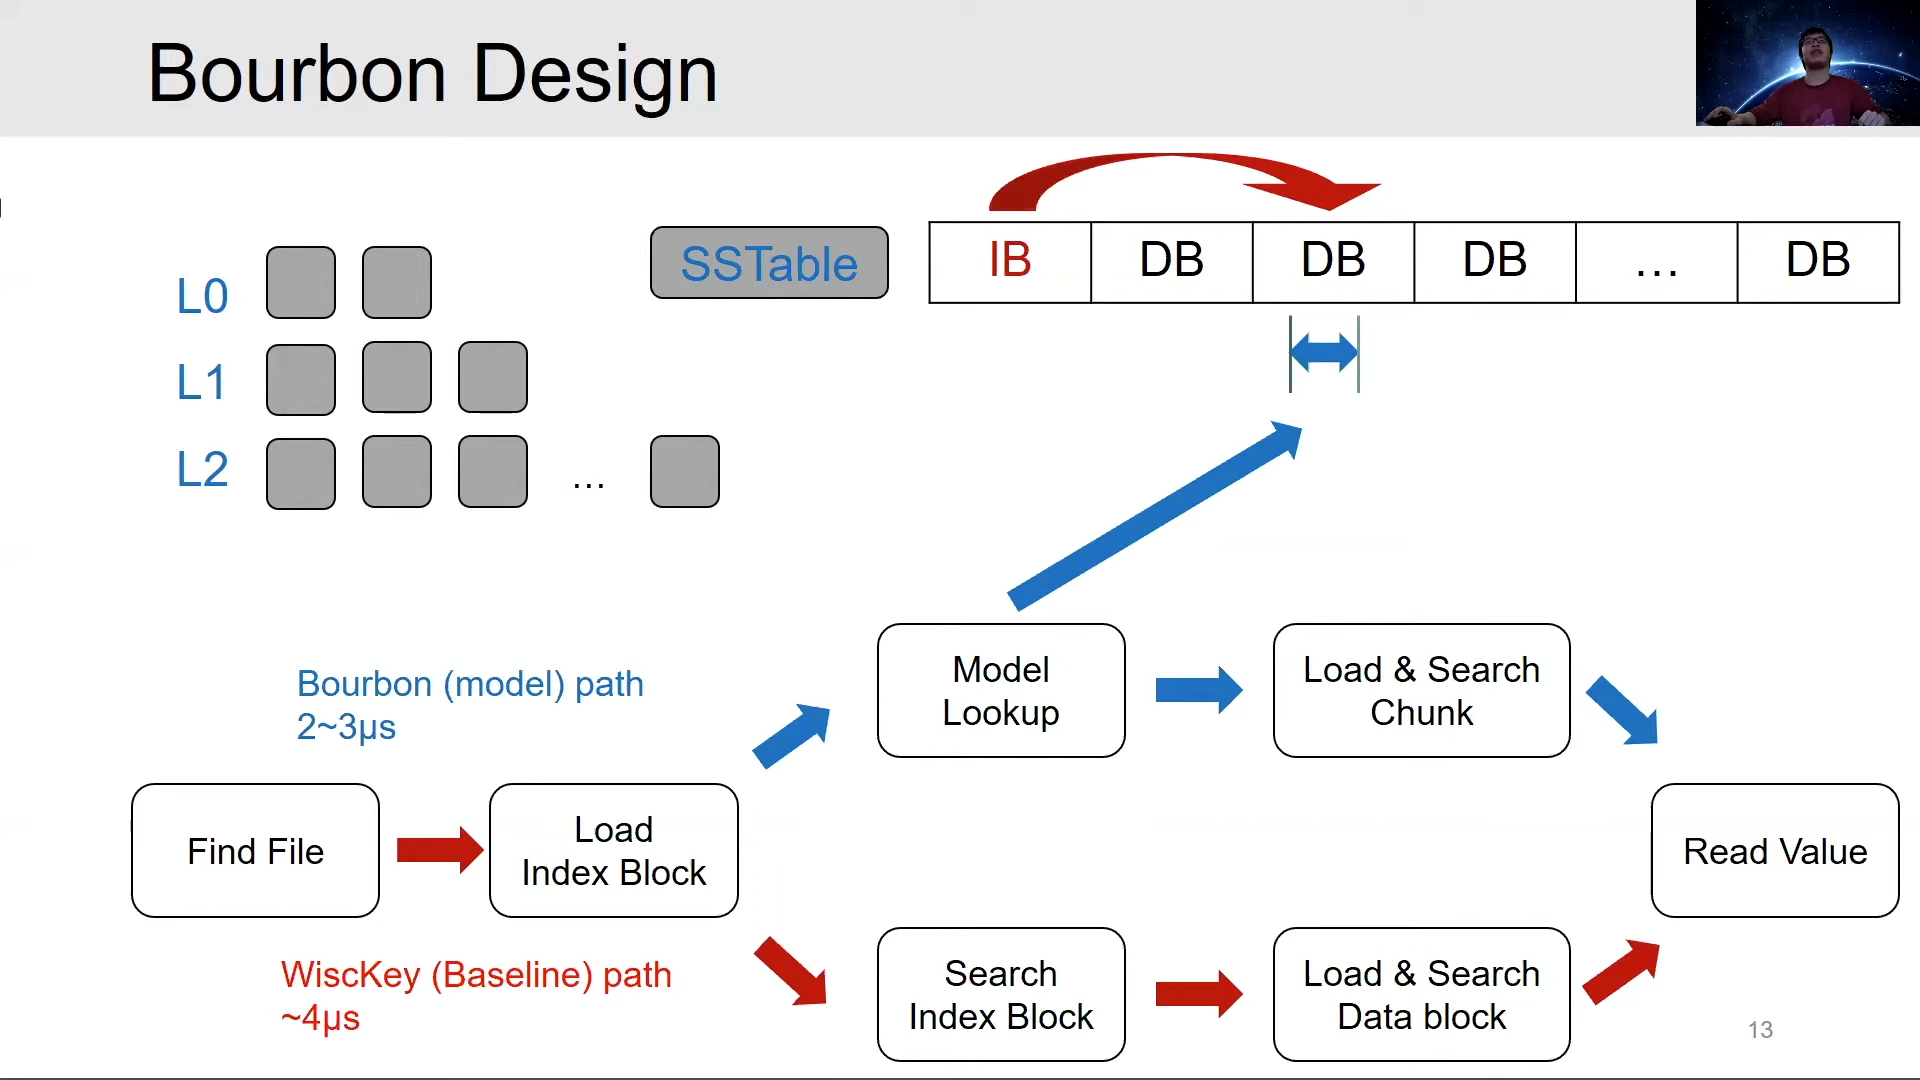 Bourbon Design
L0
L1
L2
...
SSTable
IB
DB
DB
DB
...
DB
Bourbon (model) path
2~3µs
Find File
Load
Index Block
WiscKey (Baseline) path
~4µs
Model
Lookup
Load & Search
Chunk
Search
Index Block
Load & Search
Data block
Read Value
13